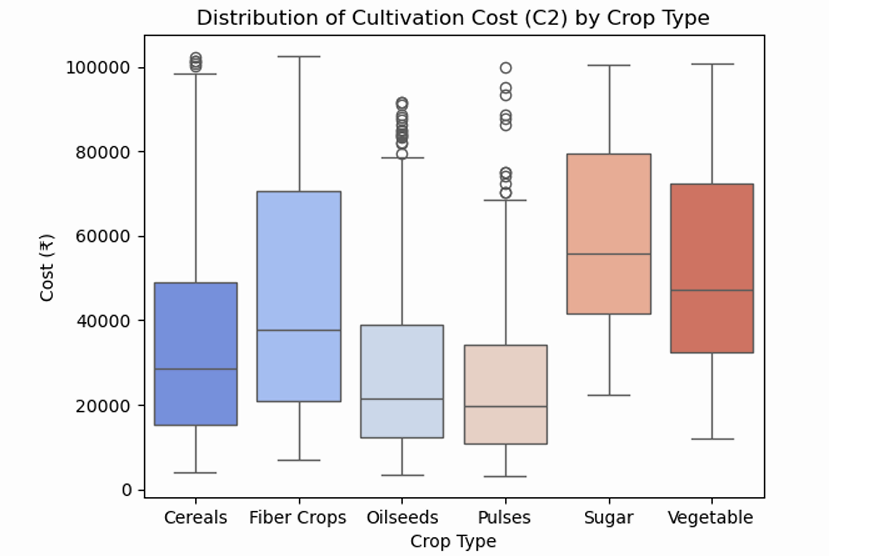 Distribution of Cultivation Cost (C2) by Crop Type
100000
80000
60000
40000
20000
0
Cost (₹)
Cereals Fiber Crops Oilseeds Pulses Sugar Vegetable
Crop Type